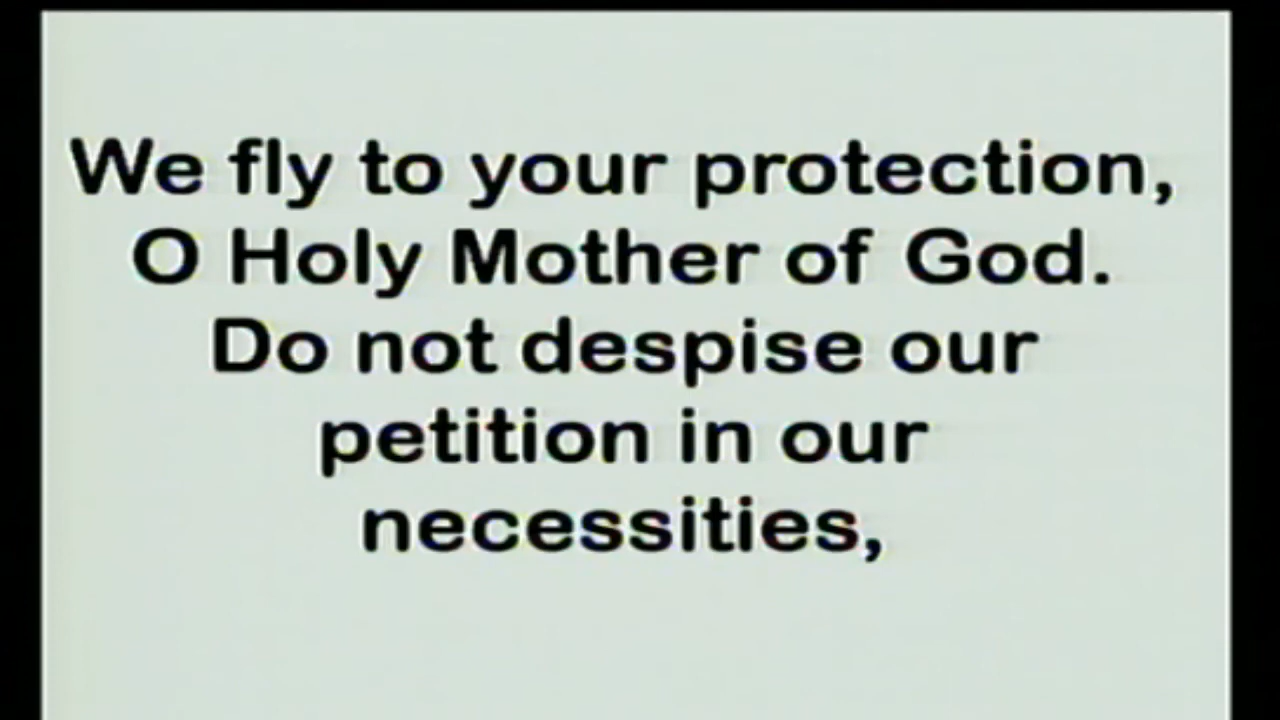 We fly to your protection,
O Holy Mother of God.
Do not despise our
petition in our
necessities,